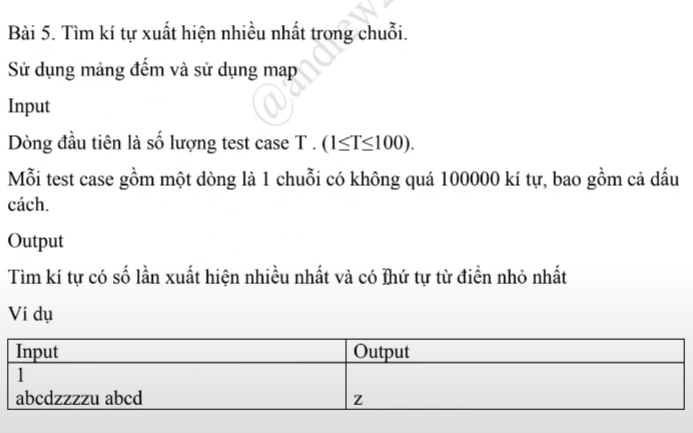 Bài 5. Tìm kí tự xuất hiện nhiều nhất trong chuỗi.
Sử dụng mảng đếm và sử dụng map
Input
Dòng đầu tiên là số lượng test case T . (1≤T≤100).
Mỗi test case gồm một dòng là 1 chuỗi có không quá 100000 kí tự, bao gồm cả dấu
cách.
Output
Tìm kí tự có số lần xuất hiện nhiều nhất và có thứ tự từ điển nhỏ nhất
Ví dụ
Input Output
1
abcdzzzzu abcd z